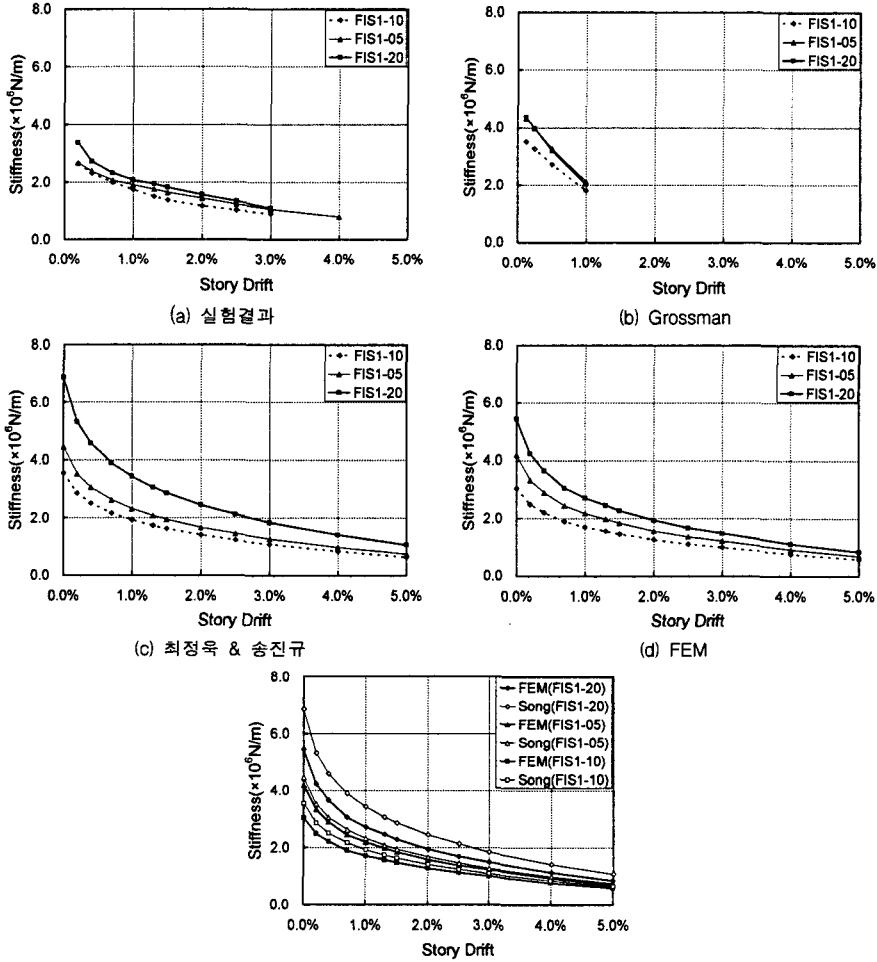 8.0
6.0
4.0
2.0
0.0
Stiffness(×10⁶N/m)
FIS1-10
FIS1-05
FIS1-20
0.0% 1.0% 2.0% 3.0% 4.0% 5.0%
Story Drift
(a) 실험결과
8.0
6.0
4.0
2.0
0.0
Stiffness(×10⁶N/m)
FIS1-10
FIS1-05
FIS1-20
0.0% 1.0% 2.0% 3.0% 4.0% 5.0%
Story Drift
(b) Grossman
8.0
6.0
4.0
2.0
0.0
Stiffness(×10⁶N/m)
FIS1-10
FIS1-05
FIS1-20
0.0% 1.0% 2.0% 3.0% 4.0% 5.0%
Story Drift
(c) 최정욱 & 송진규
8.0
6.0
4.0
2.0
0.0
Stiffness(×10⁶N/m)
FIS1-10
FIS1-05
FIS1-20
0.0% 1.0% 2.0% 3.0% 4.0% 5.0%
Story Drift
(d) FEM
8.0
6.0
4.0
2.0
0.0
Stiffness(×10⁶N/m)
FEM(FIS1-20)
Song(FIS1-20)
FEM(FIS1-05)
Song(FIS1-05)
FEM(FIS1-10)
Song(FIS1-10)
0.0% 1.0% 2.0% 3.0% 4.0% 5.0%
Story Drift